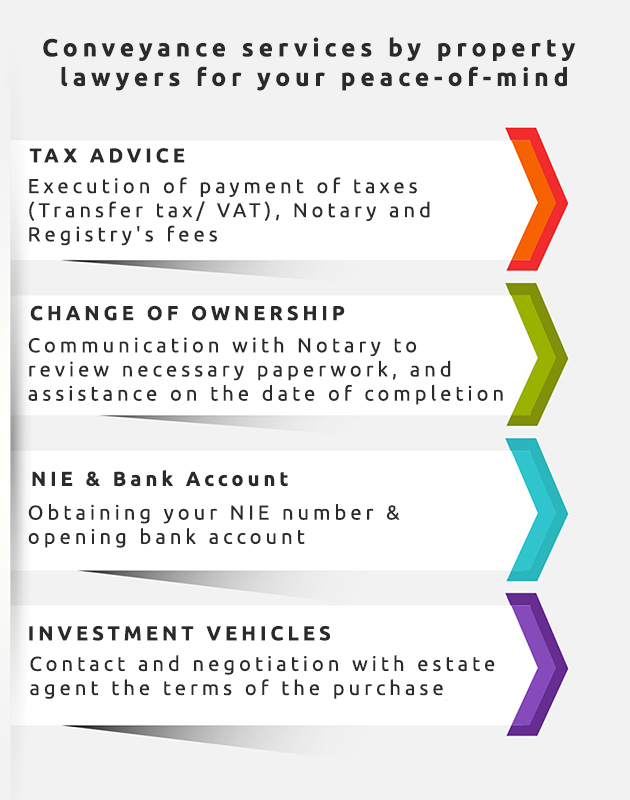 Conveyance services by property
lawyers for your peace-of-mind
TAX ADVICE
Execution of payment of taxes
(Transfer tax/ VAT), Notary and
Registry's fees
CHANGE OF OWNERSHIP
Communication with Notary to
review necessary paperwork, and
assistance on the date of completion
NIE & Bank Account
Obtaining your NIE number &
opening bank account
INVESTMENT VEHICLES
Contact and negotiation with estate
agent the terms of the purchase